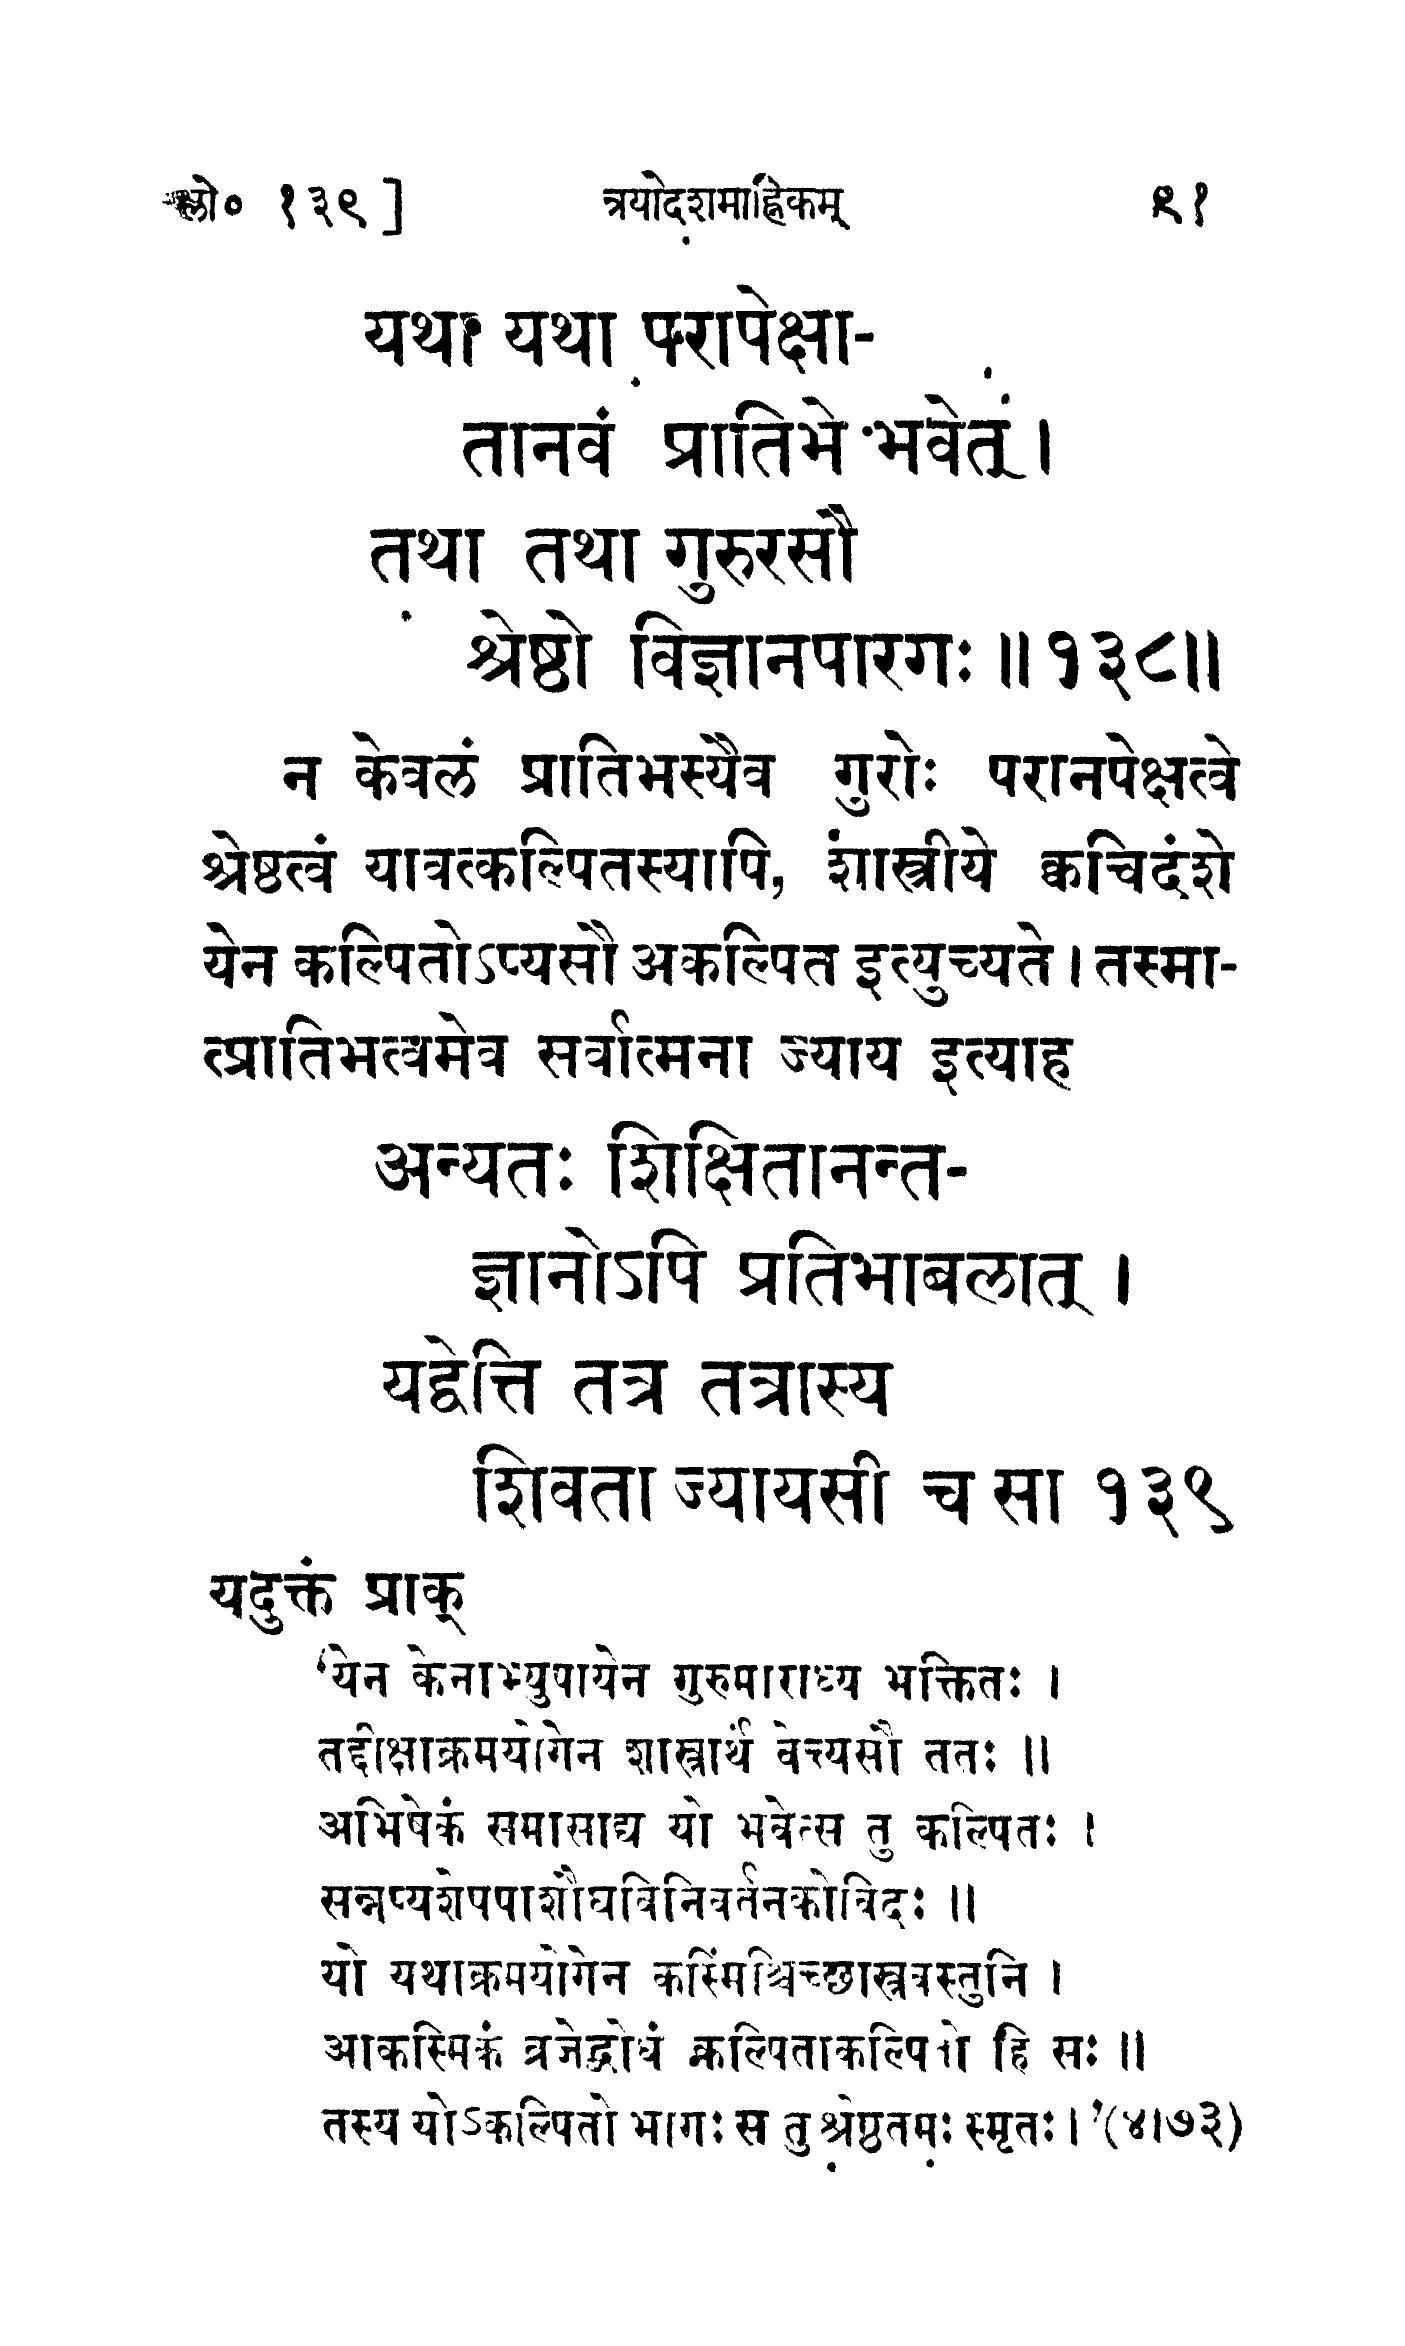 श्लो० १३९] त्रयोदशमाह्निकम् ९१
यथा यथा परापेक्षा-
तानवं प्रातिभे भवेत् ।
तथा तथा गुरुरसौ
श्रेष्ठो विज्ञानपारगः ॥१३८॥
न केवलं प्रातिभस्यैव गुरोः परानपेक्षत्वे
श्रेष्ठत्वं यावत्कल्पितस्यापि, शास्त्रीये क्वचिदंशे
येन कल्पितोऽप्यसौ अकल्पित इत्युच्यते । तस्मा-
त्प्रातिभत्वमेव सर्वात्मना ज्याय इत्याह
अन्यतः शिक्षितानन्त-
ज्ञानोऽपि प्रतिभाबलात् ।
यद्वेत्ति तत्र तत्रास्य
शिवता ज्यायसी च सा १३९
यदुक्तं प्राक्
'येन केनाभ्युपायेन गुरुमाराध्य भक्तितः ।
तद्दीक्षाक्रमयोगेन शास्त्रार्थं वेत्त्यसौ ततः ॥
अभिषेकं समासाद्य यो भवेत्स तु कल्पितः ।
सन्नप्यशेषपाशौघविनिवर्तनकोविदः ॥
यो यथाक्रमयोगेन कस्मिंश्चिच्छास्त्रवस्तुनि ।
आकस्मिकं व्रजेद्बोधं कल्पिताकल्पितो हि सः ॥
तस्य योऽकल्पितो भागः स तु श्रेष्ठतमः स्मृतः ।' (४।७३)